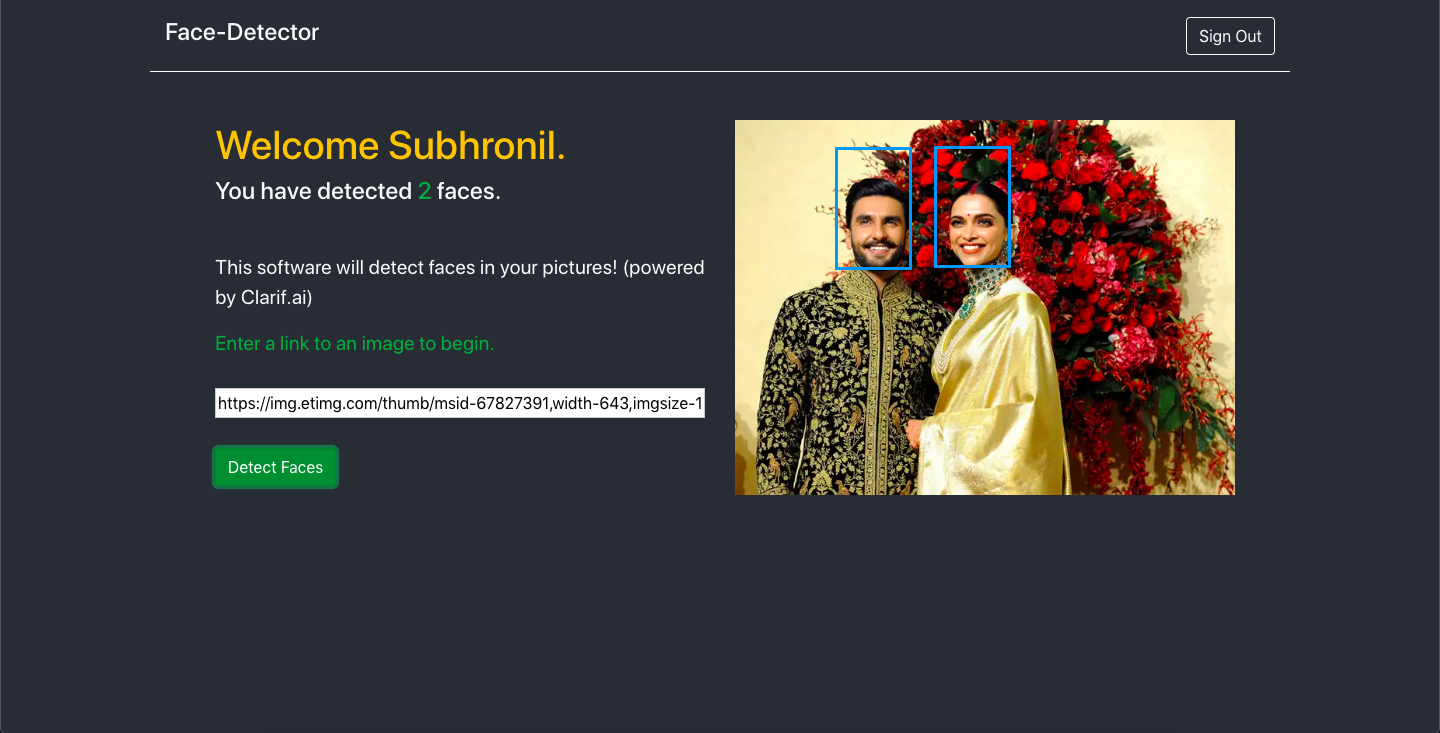 Face-Detector
Sign Out
Welcome Subhronil.
You have detected 2 faces.
This software will detect faces in your pictures! (powered
by Clarif.ai)
Enter a link to an image to begin.
https://img.etimg.com/thumb/msid-67827391,width-643,imgsize-1
Detect Faces